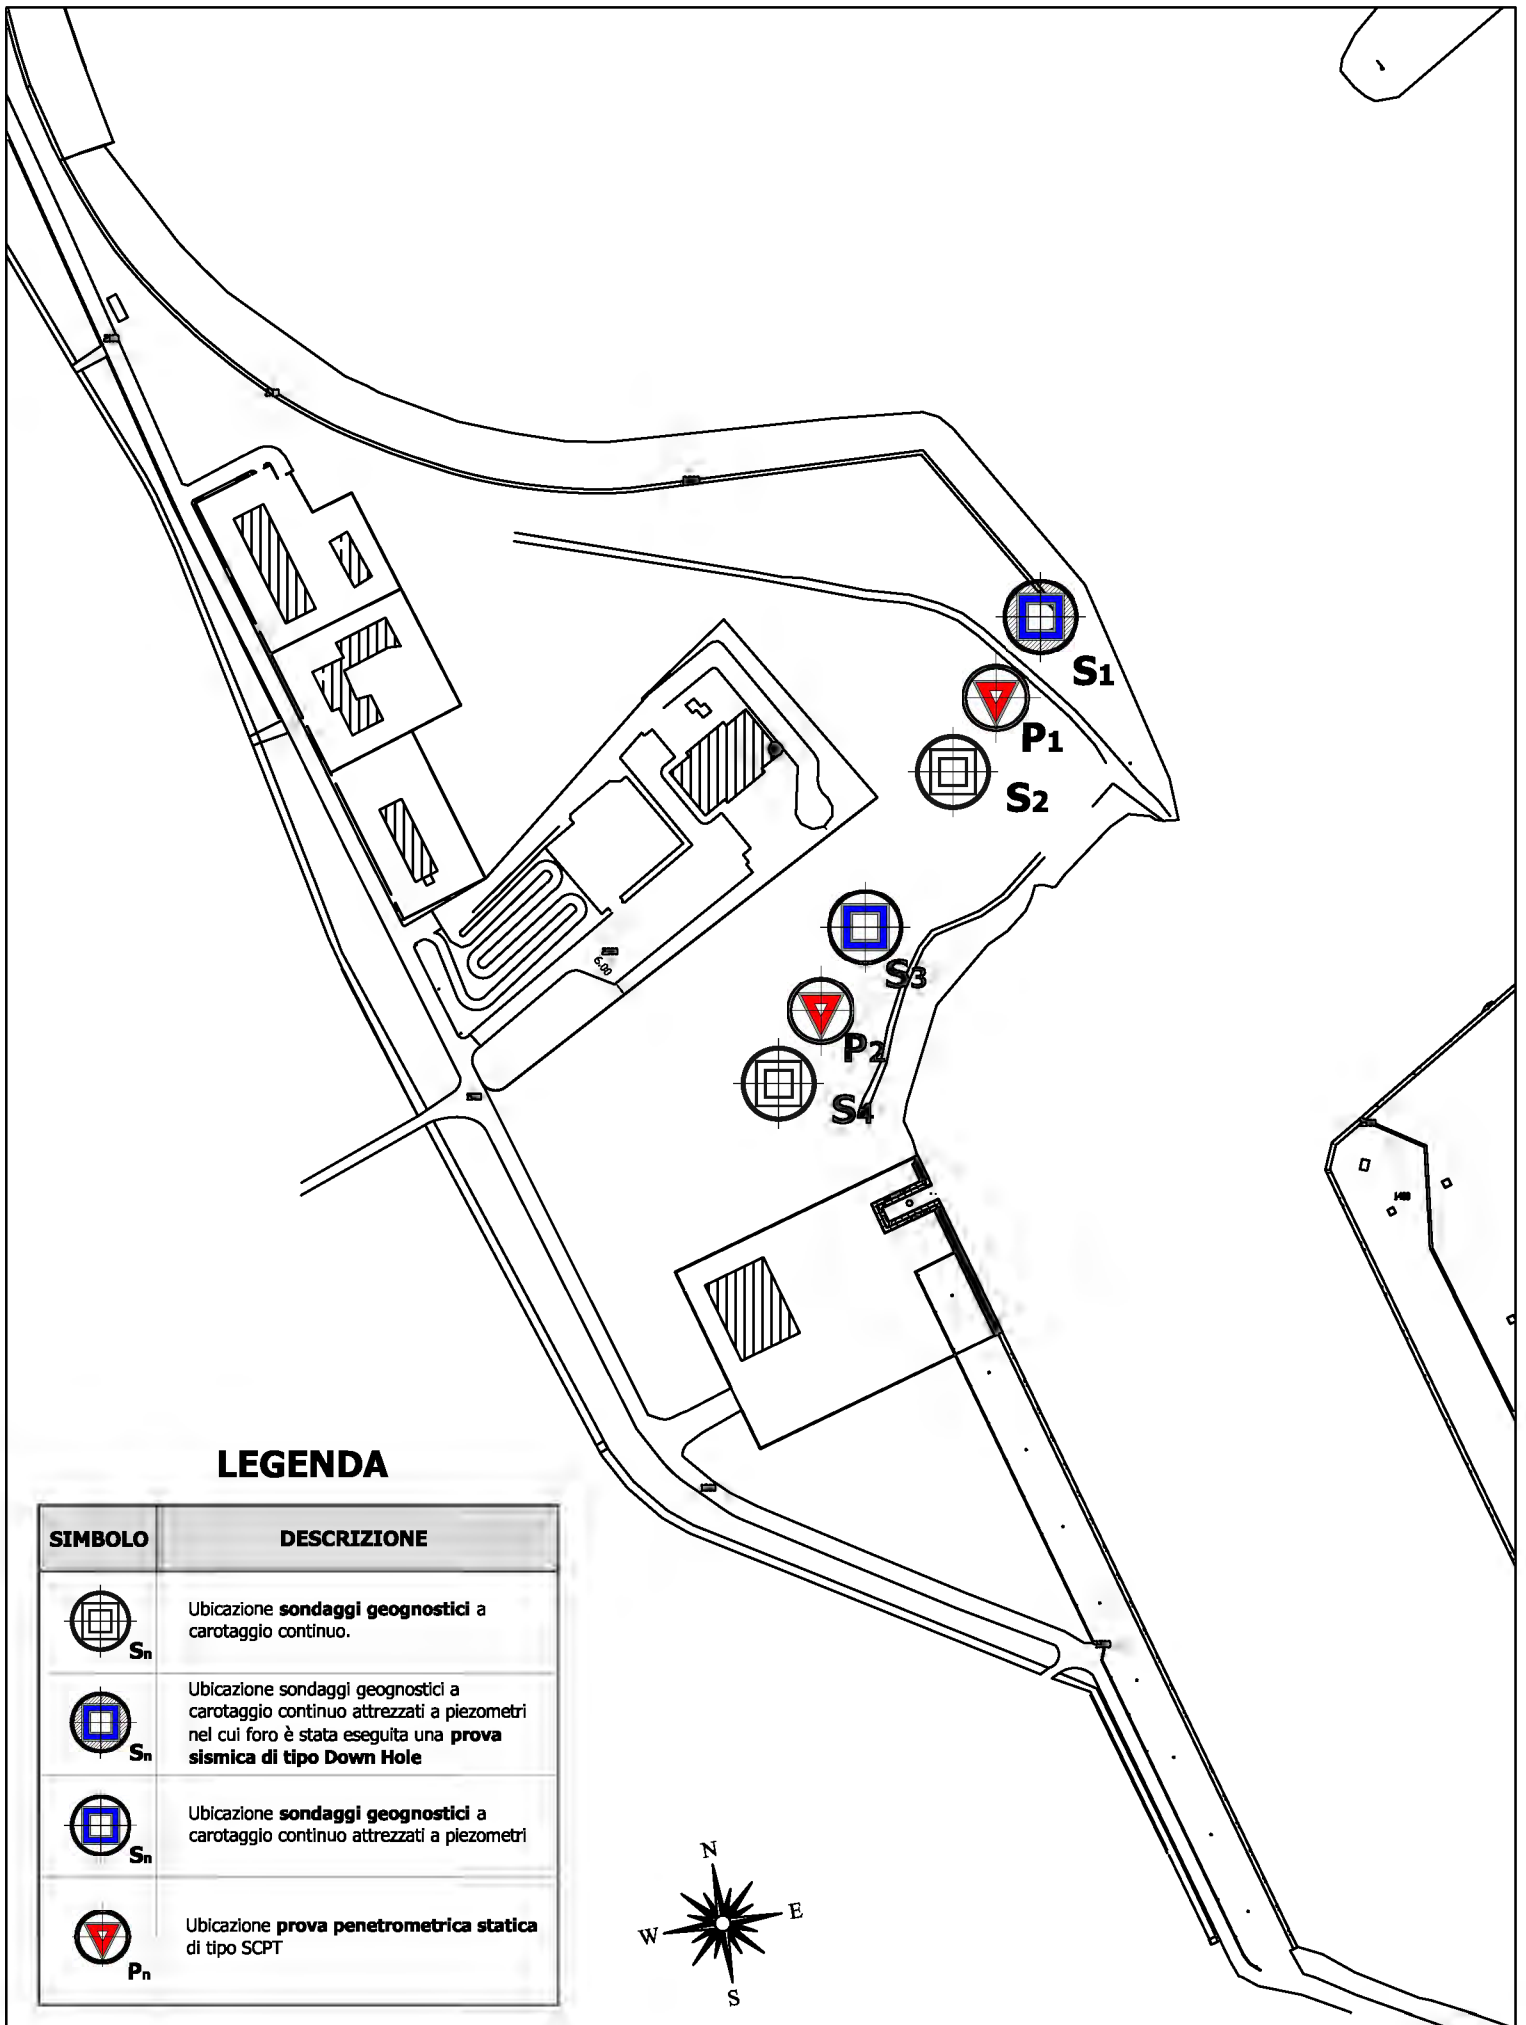 S1
P1
S2
S3
6.00
P2
S4
LEGENDA
SIMBOLO
DESCRIZIONE
Ubicazione sondaggi geognostici a
carotaggio continuo.
Sn
Ubicazione sondaggi geognostici a
carotaggio continuo attrezzati a piezometri
nel cui foro è stata eseguita una prova
sismica di tipo Down Hole
Sn
Ubicazione sondaggi geognostici a
carotaggio continuo attrezzati a piezometri
Sn
Ubicazione prova penetrometrica statica
di tipo SCPT
Pn
N
E
W
S